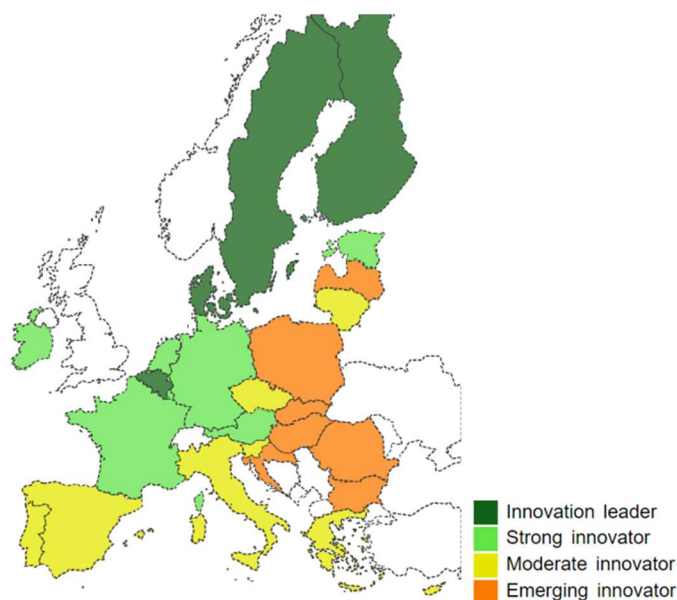 Innovation leader
Strong innovator
Moderate innovator
Emerging innovator